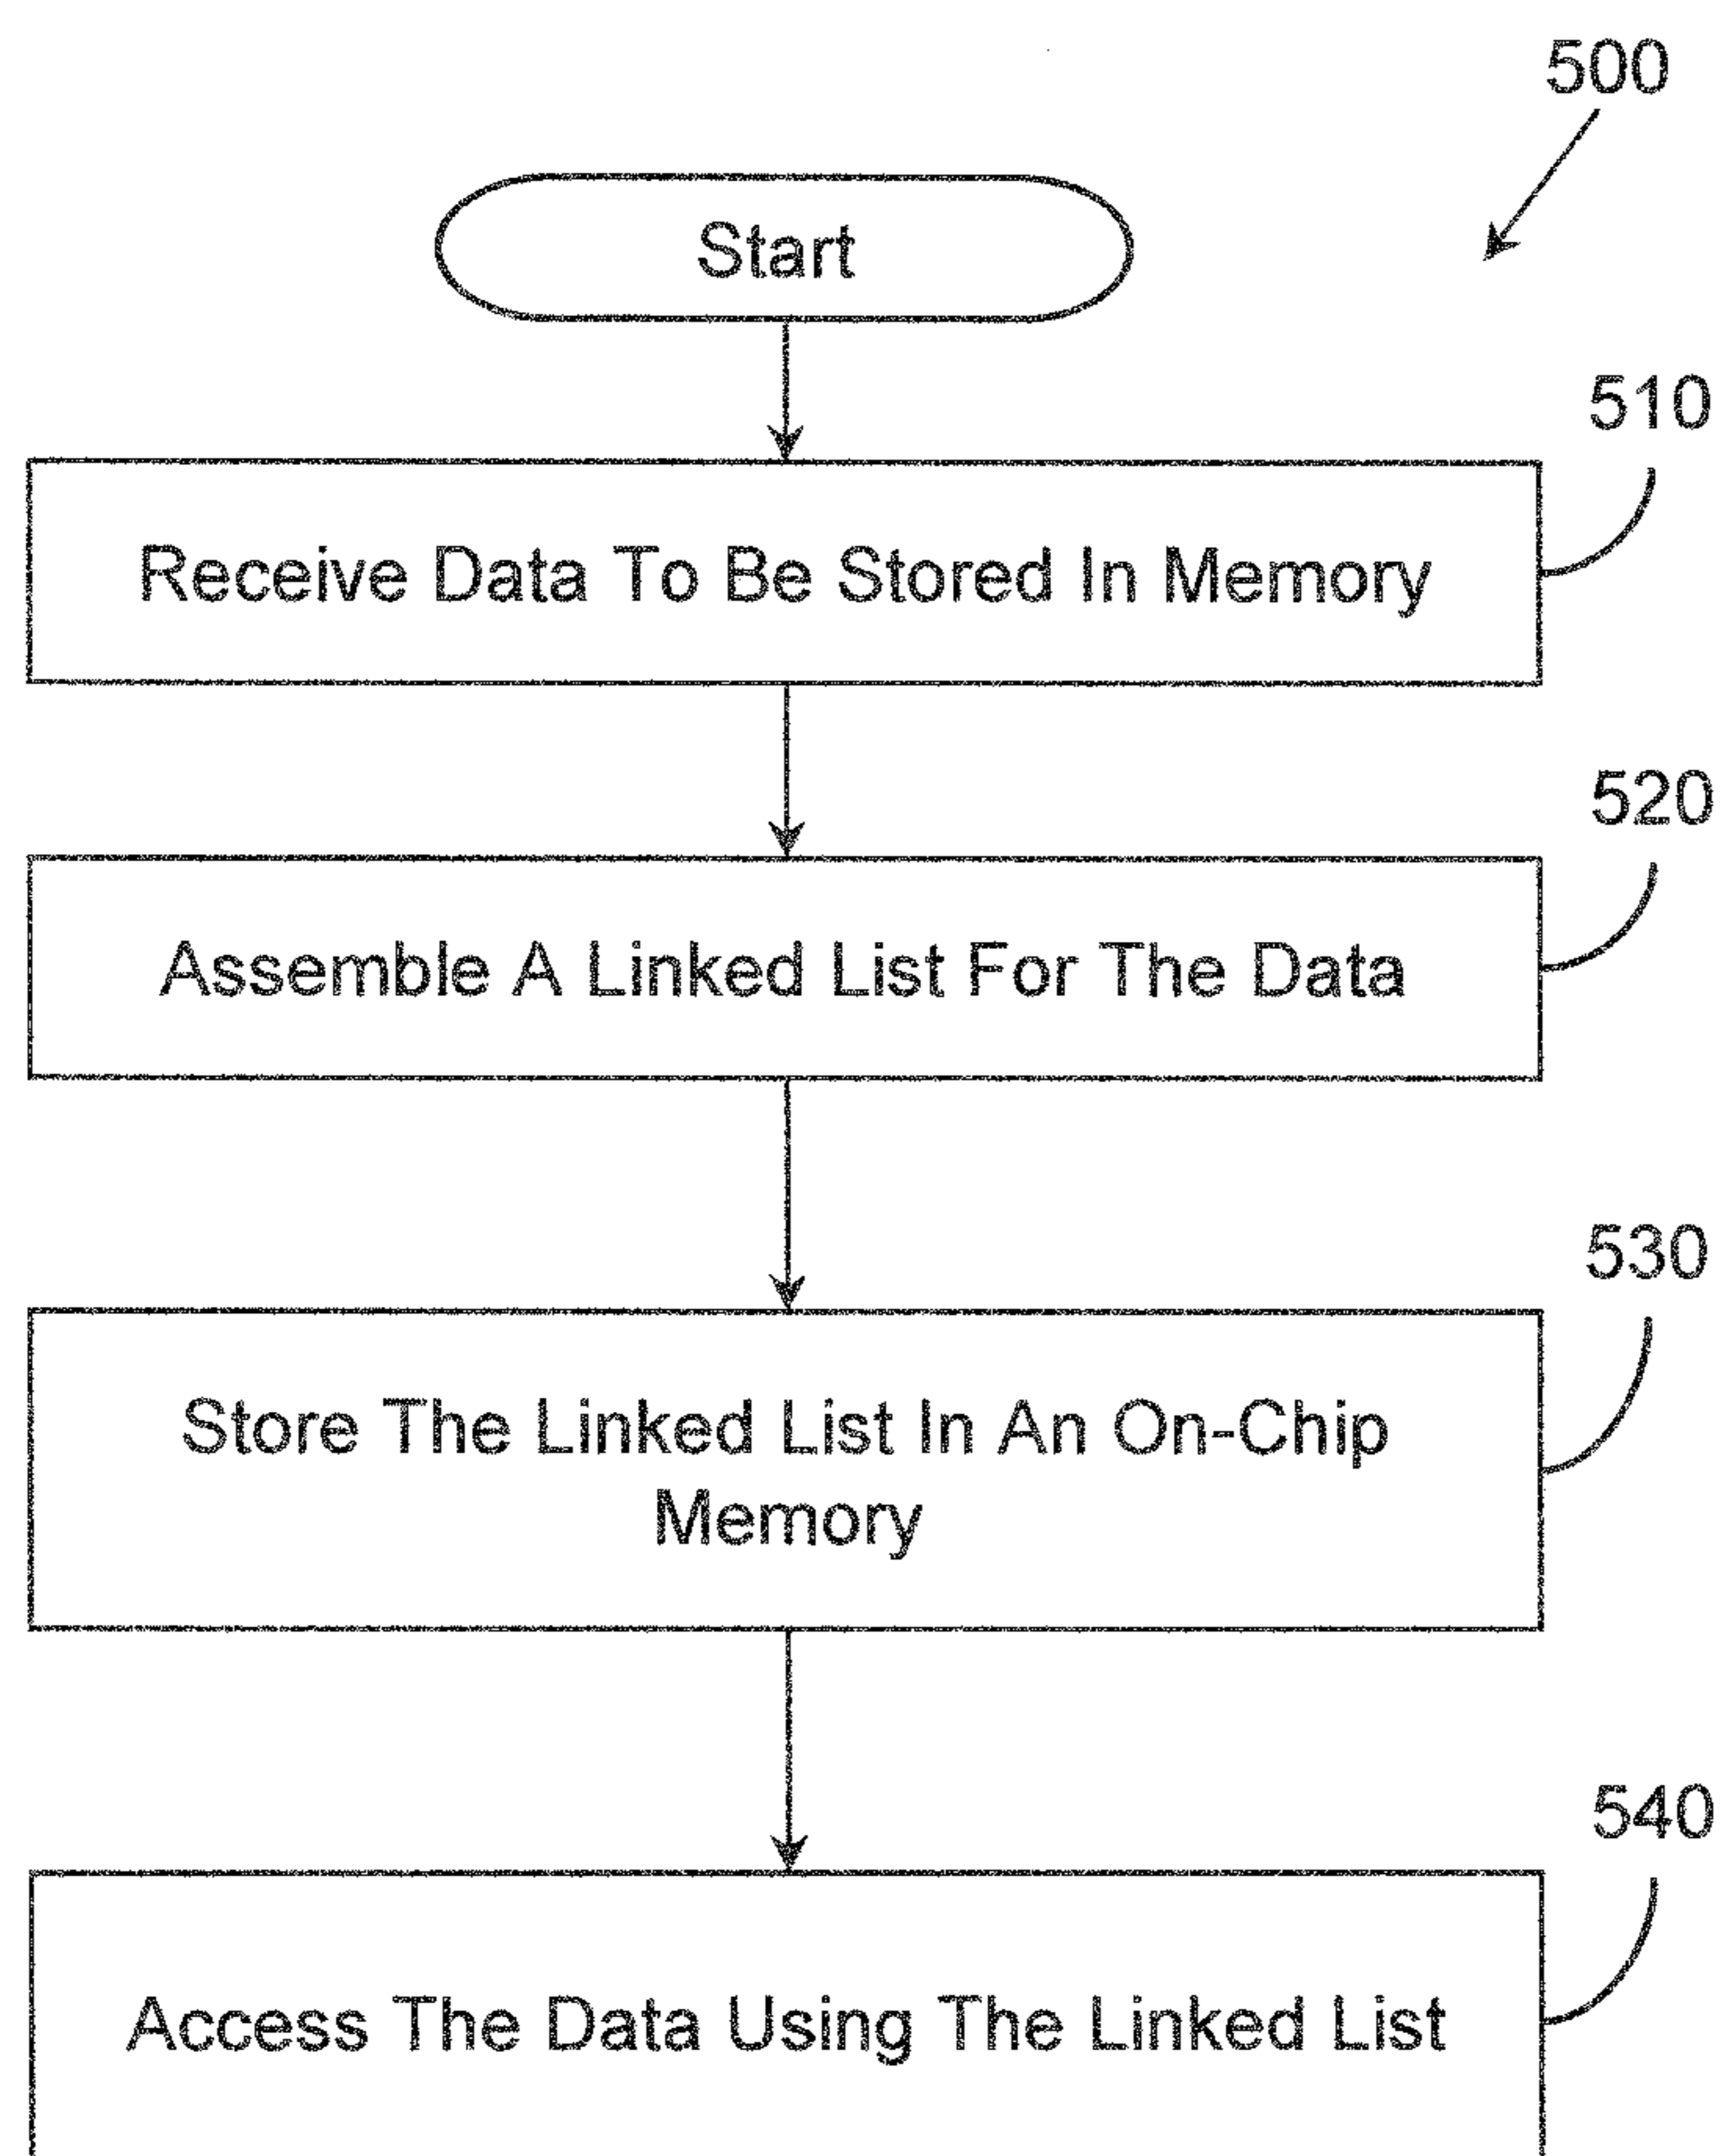 500
Start
510
Receive Data To Be Stored In Memory
520
Assemble A Linked List For The Data
530
Store The Linked List In An On-Chip
Memory
540
Access The Data Using The Linked List